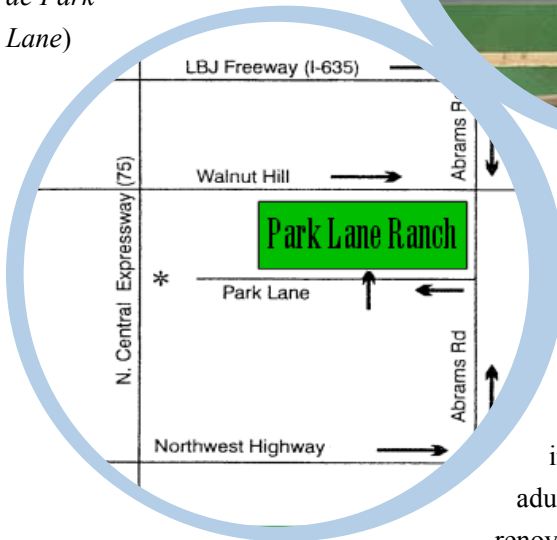 de Park
Lane)
LBJ Freeway (I-635)
Abrams
Walnut Hill
N. Central Expressway (75)
Park Lane Ranch
*
Park Lane
Abrams Rd
Northwest Highway
adu
renov